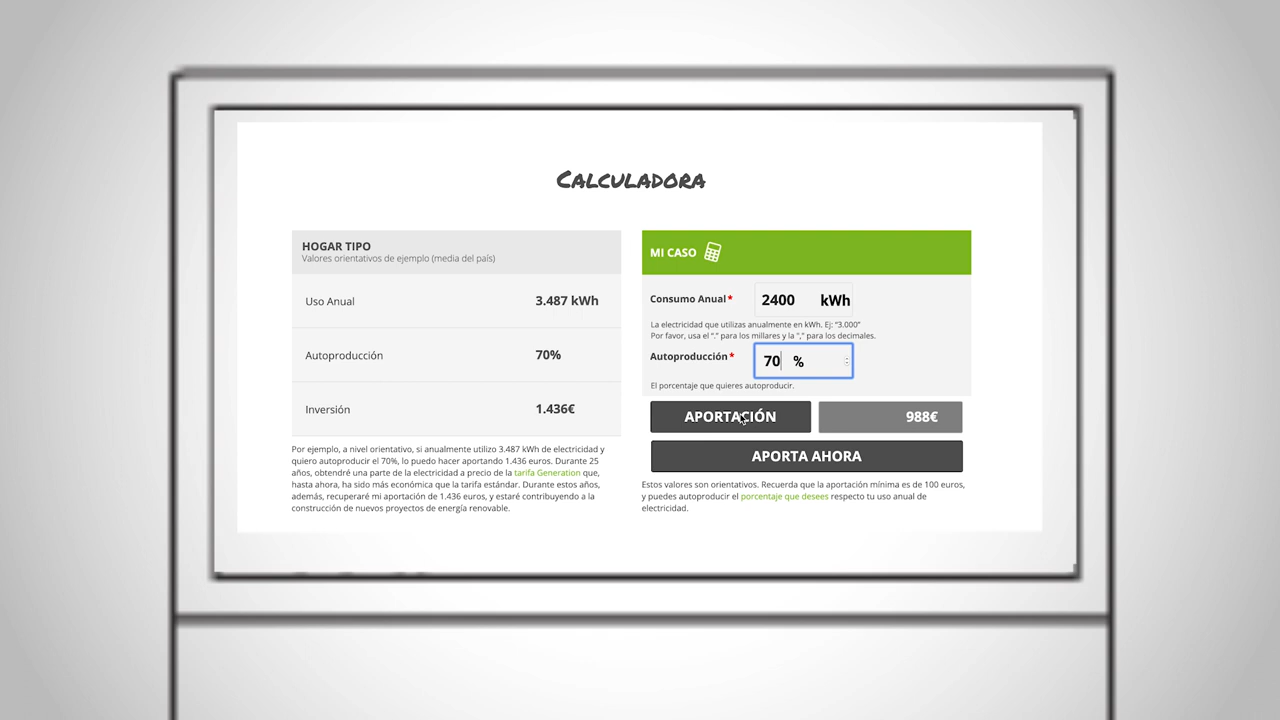 CALCULADORA
HOGAR TIPO
Valores orientativos de ejemplo (media del país)
Uso Anual 3.487 kWh
Autoproducción 70%
Inversión 1.436€
Por ejemplo, a nivel orientativo, si anualmente utilizo 3.487 kWh de electricidad y
quiero autoproducir el 70%, lo puedo hacer aportando 1.436 euros. Durante 25
años, obtendré una parte de la electricidad a precio de la tarifa Generation que,
hasta ahora, ha sido más económica que la tarifa estándar. Durante estos años,
además, recuperaré mi aportación de 1.436 euros, y estaré contribuyendo a la
construcción de nuevos proyectos de energía renovable.
MI CASO
Consumo Anual* 2400 kWh
La electricidad que utilizas anualmente en kWh. Ej: “3.000”
Por favor, usa el “.” para los millares y la “,” para los decimales.
Autoproducción* 70 %
El porcentaje que quieres autoproducir.
APORTACIÓN 988€
APORTA AHORA
Estos valores son orientativos. Recuerda que la aportación mínima es de 100 euros,
y puedes autoproducir el porcentaje que desees respecto tu uso anual de
electricidad.